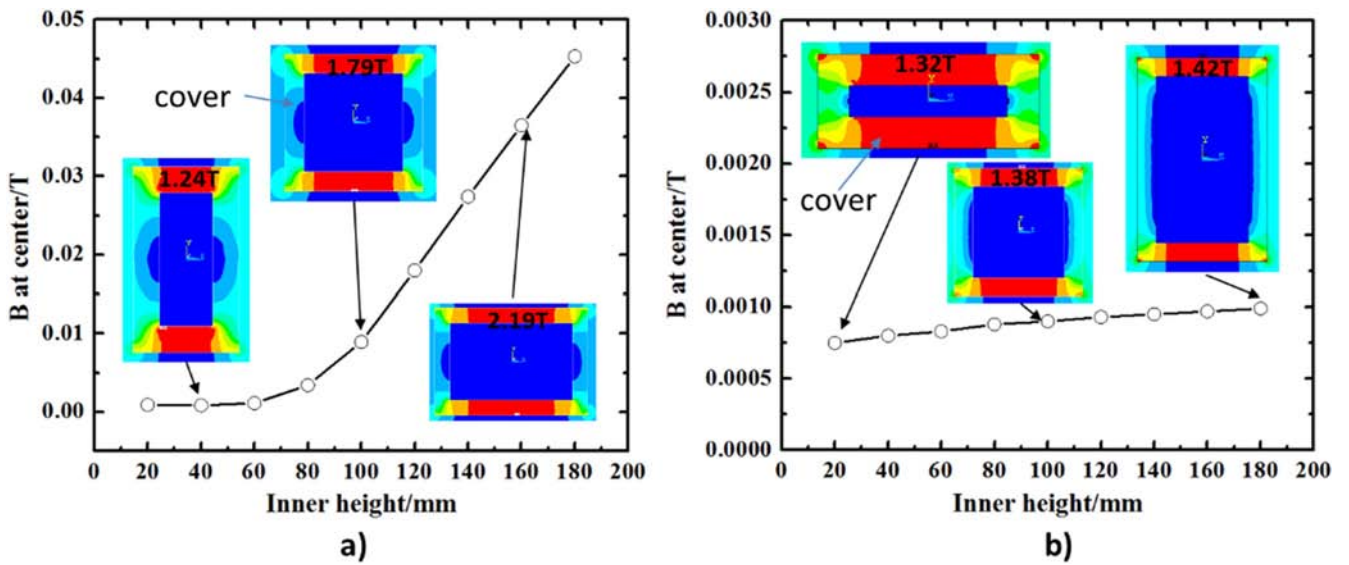 0.05
0.04
0.03
0.02
0.01
0.00
B at center/T
0 20 40 60 80 100 120 140 160 180 200
Inner height/mm
cover
1.24T
1.79T
2.19T
a)
0.0030
0.0025
0.0020
0.0015
0.0010
0.0005
0.0000
B at center/T
0 20 40 60 80 100 120 140 160 180 200
Inner height/mm
1.32T
cover
1.38T
1.42T
b)